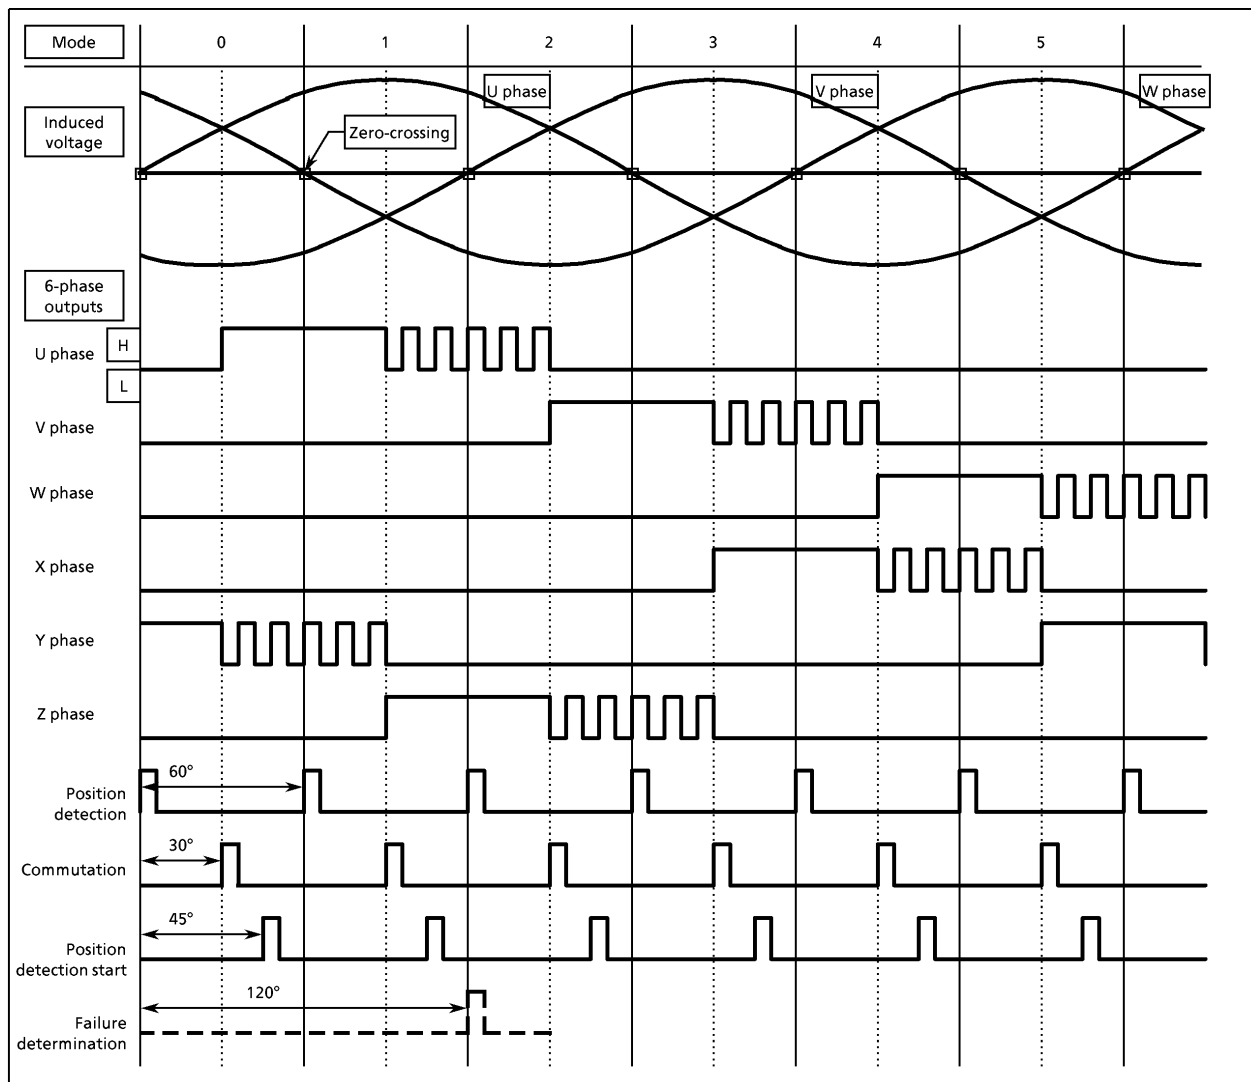 Mode
0
1
2
3
4
5
U phase
V phase
W phase
Induced
voltage
Zero-crossing
6-phase
outputs
H
U phase
L
V phase
W phase
X phase
Y phase
Z phase
60°
Position
detection
30°
Commutation
45°
Position
detection start
120°
Failure
determination